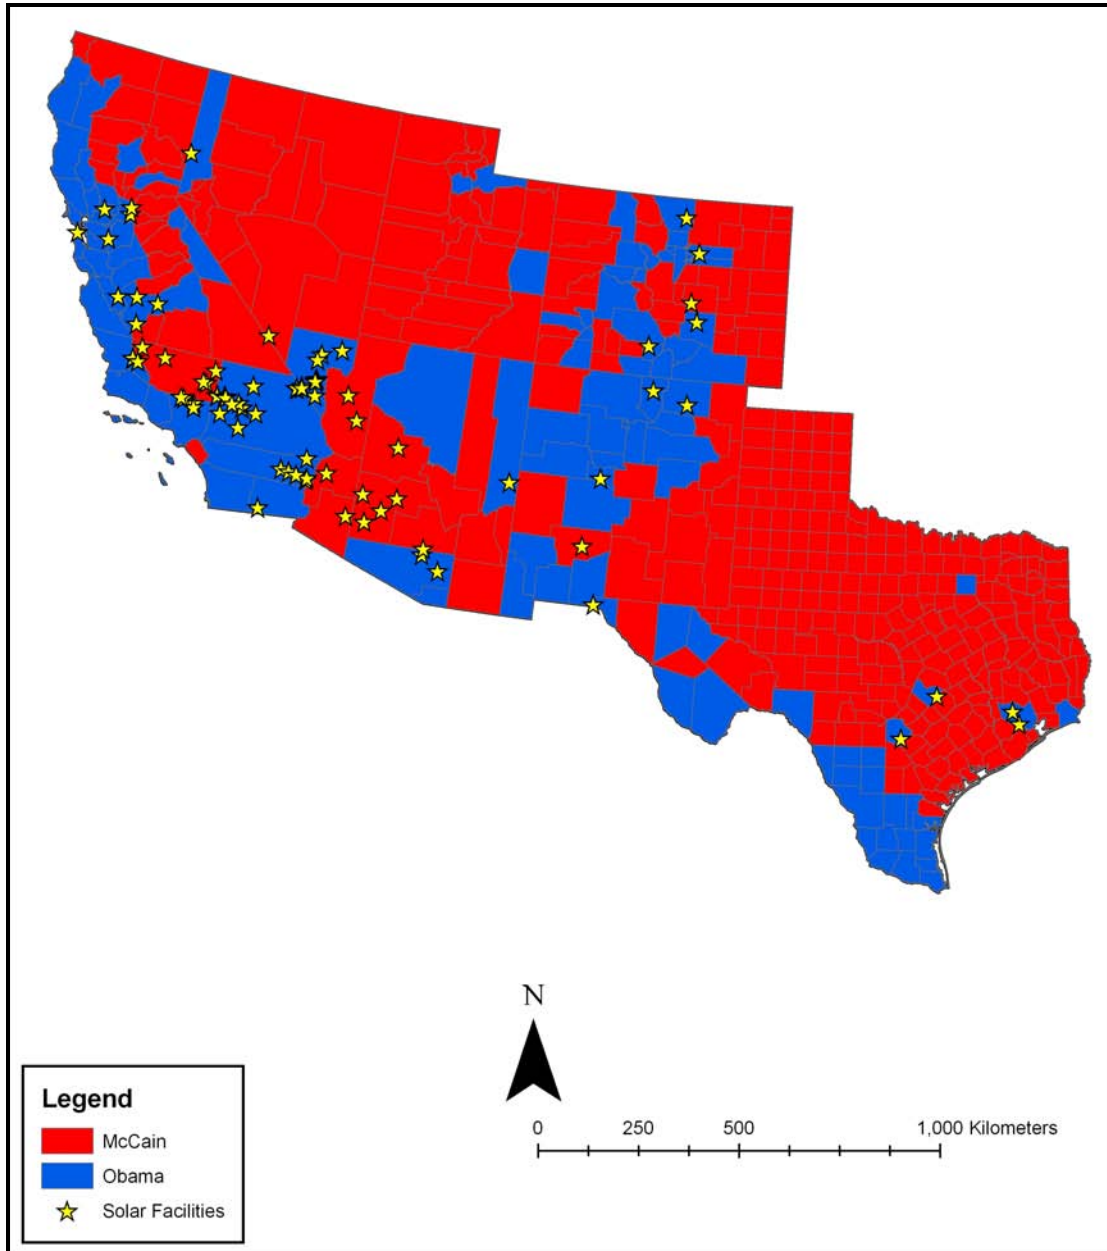 N
Legend
McCain
Obama
Solar Facilities
0 250 500 1,000 Kilometers